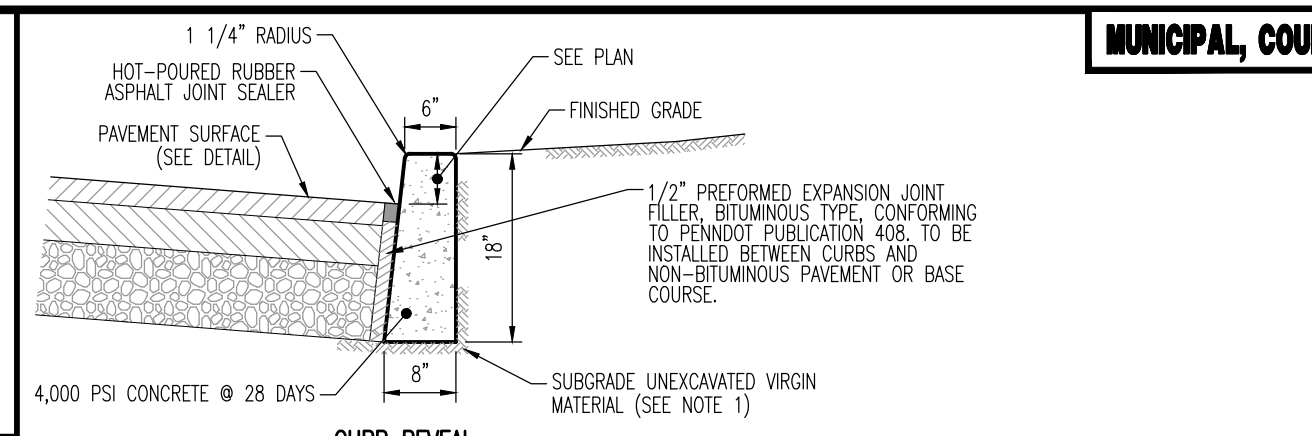 MUNICIPAL,
1 1/4" RADIUS
HOT-POURED RUBBER
ASPHALT JOINT SEALER
PAVEMENT SURFACE
(SEE DETAIL)
6"
SEE PLAN
FINISHED GRADE
1/2" PREFORMED EXPANSION JOINT
FILLER, BITUMINOUS TYPE, CONFORMING
TO PENNDOT PUBLICATION 408. TO BE
INSTALLED BETWEEN CURBS AND
NON-BITUMINOUS PAVEMENT OR BASE
COURSE.
18"
8"
4,000 PSI CONCRETE @ 28 DAYS
SUBGRADE UNEXCAVATED VIRGIN
MATERIAL (SEE NOTE 1)